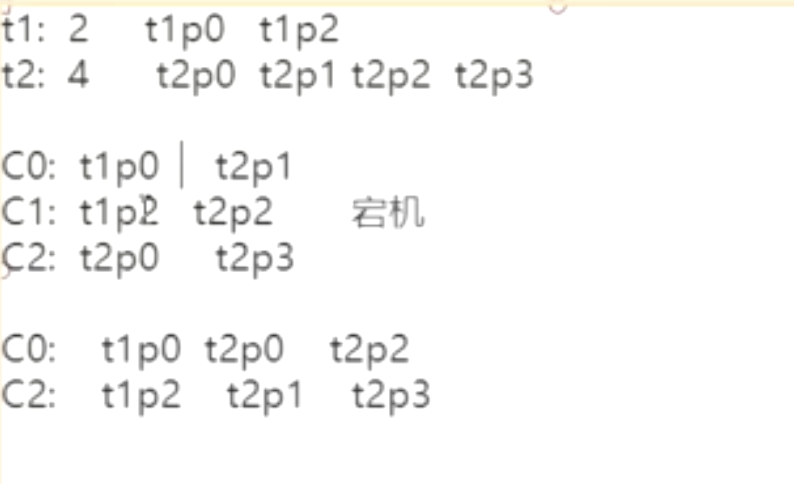 t1: 2 t1p0 t1p2
t2: 4 t2p0 t2p1 t2p2 t2p3
C0: t1p0 t2p1
C1: t1p2 t2p2 宕机
C2: t2p0 t2p3
C0: t1p0 t2p0 t2p2
C2: t1p2 t2p1 t2p3